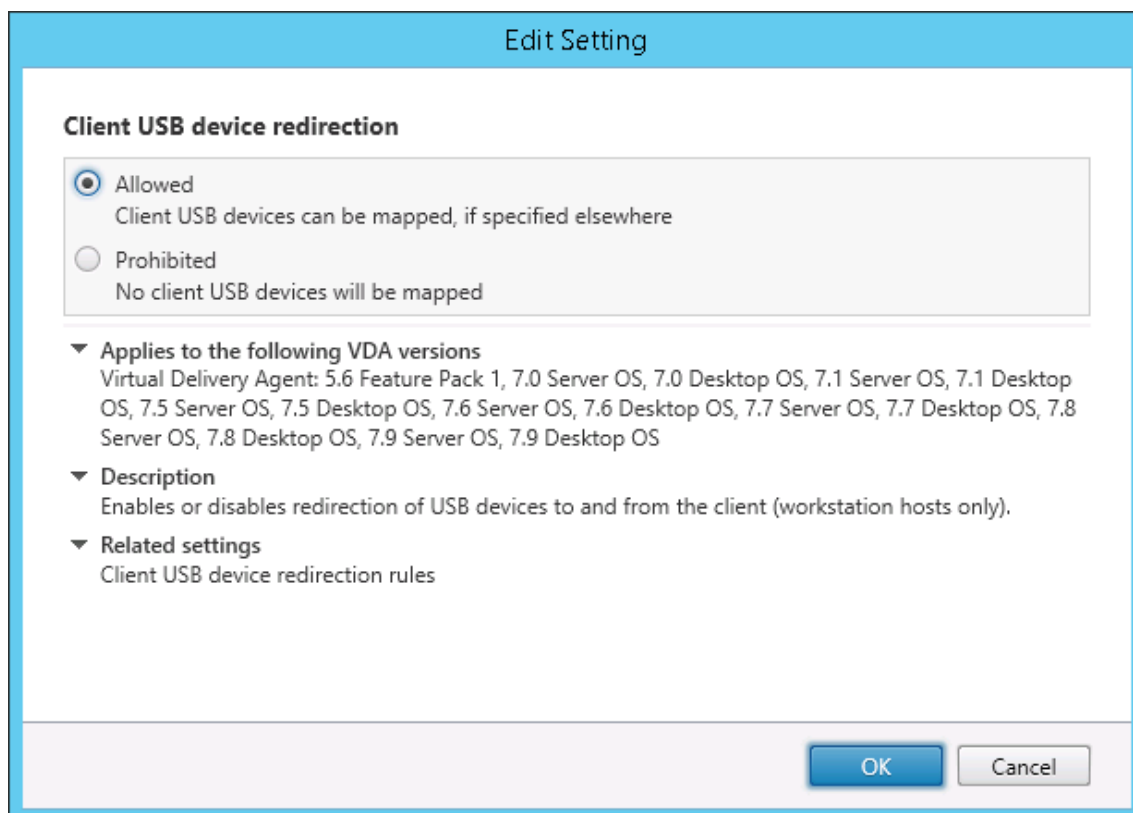 Edit Setting
Client USB device redirection
Allowed
Client USB devices can be mapped, if specified elsewhere
Prohibited
No client USB devices will be mapped
Applies to the following VDA versions
Virtual Delivery Agent: 5.6 Feature Pack 1, 7.0 Server OS, 7.0 Desktop OS, 7.1 Server OS, 7.1 Desktop
OS, 7.5 Server OS, 7.5 Desktop OS, 7.6 Server OS, 7.6 Desktop OS, 7.7 Server OS, 7.7 Desktop OS, 7.8
Server OS, 7.8 Desktop OS, 7.9 Server OS, 7.9 Desktop OS
Description
Enables or disables redirection of USB devices to and from the client (workstation hosts only).
Related settings
Client USB device redirection rules
OK Cancel